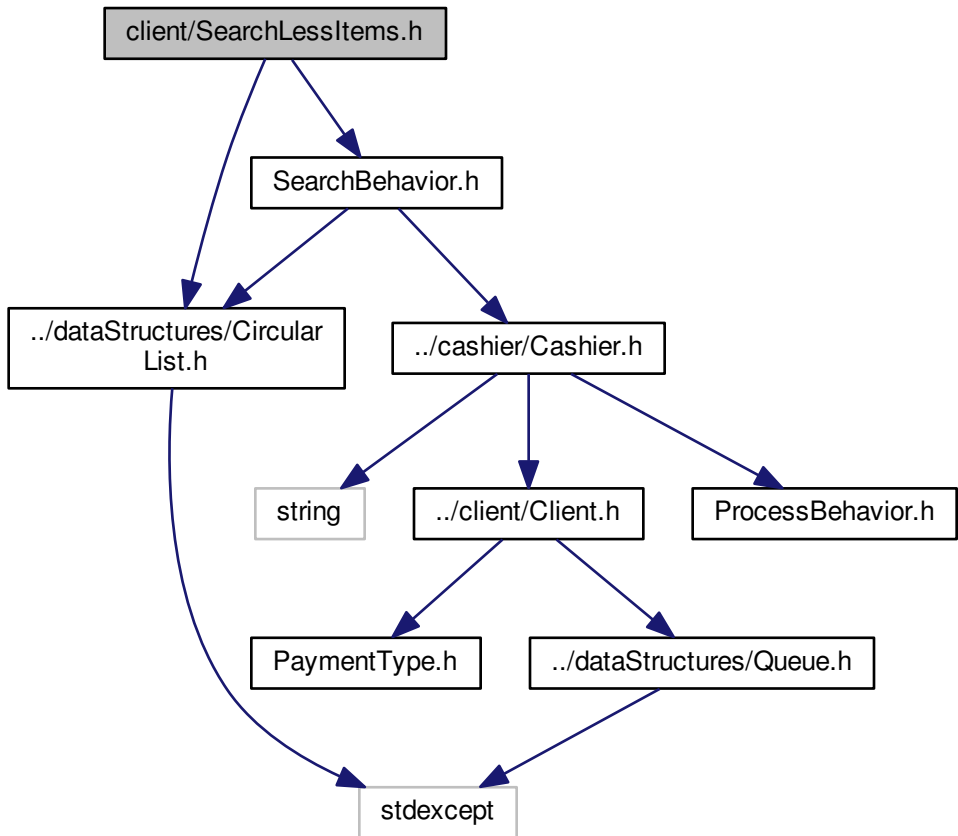 client/SearchLessItems.h
SearchBehavior.h
../dataStructures/Circular
List.h
../cashier/Cashier.h
string
../client/Client.h
ProcessBehavior.h
PaymentType.h
../dataStructures/Queue.h
stdexcept